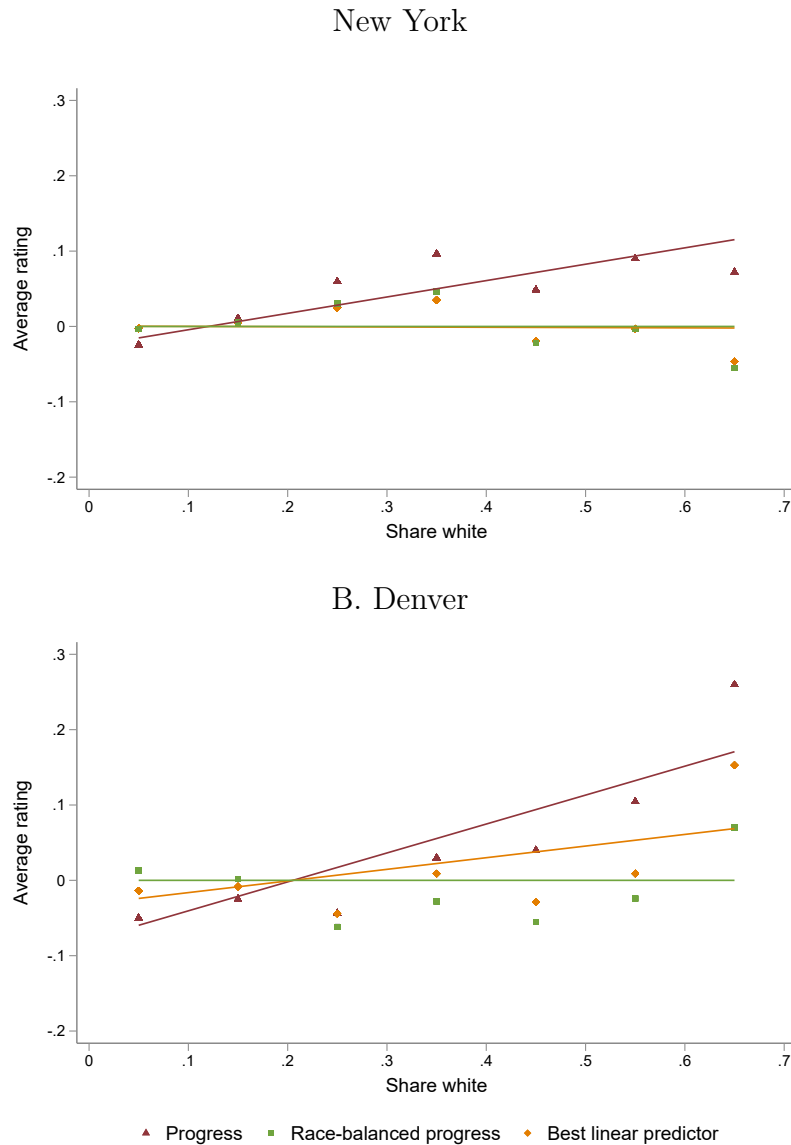 New York
.3
.2
.1
0
-.1
-.2
Average rating
0 .1 .2 .3 .4 .5 .6 .7
Share white
B. Denver
.3
.2
.1
0
-.1
-.2
Average rating
0 .1 .2 .3 .4 .5 .6 .7
Share white
Progress Race-balanced progress Best linear predictor